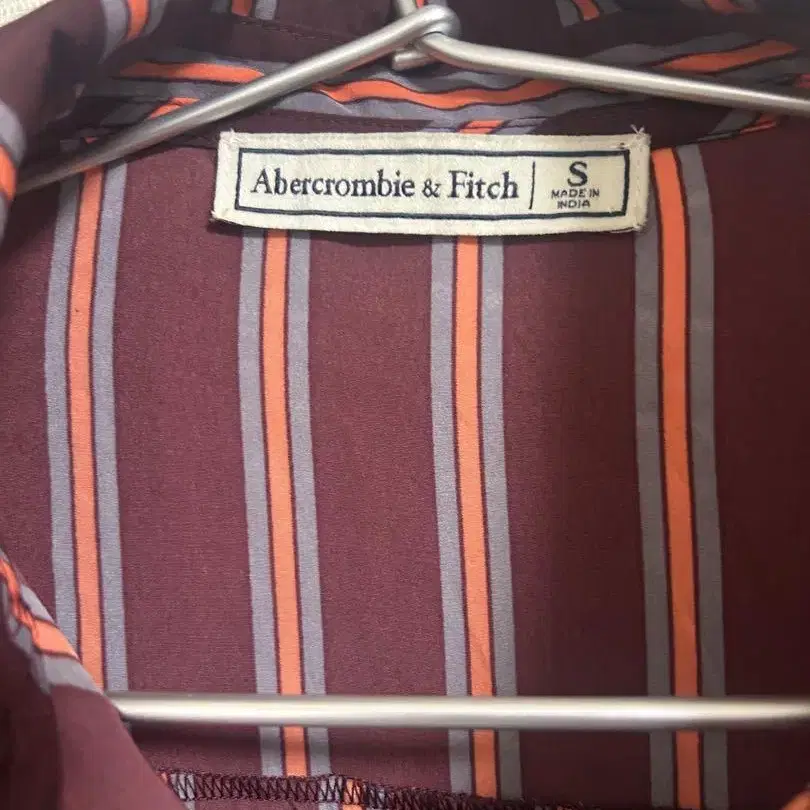 Abercrombie & Fitch
S
MADE IN
INDIA